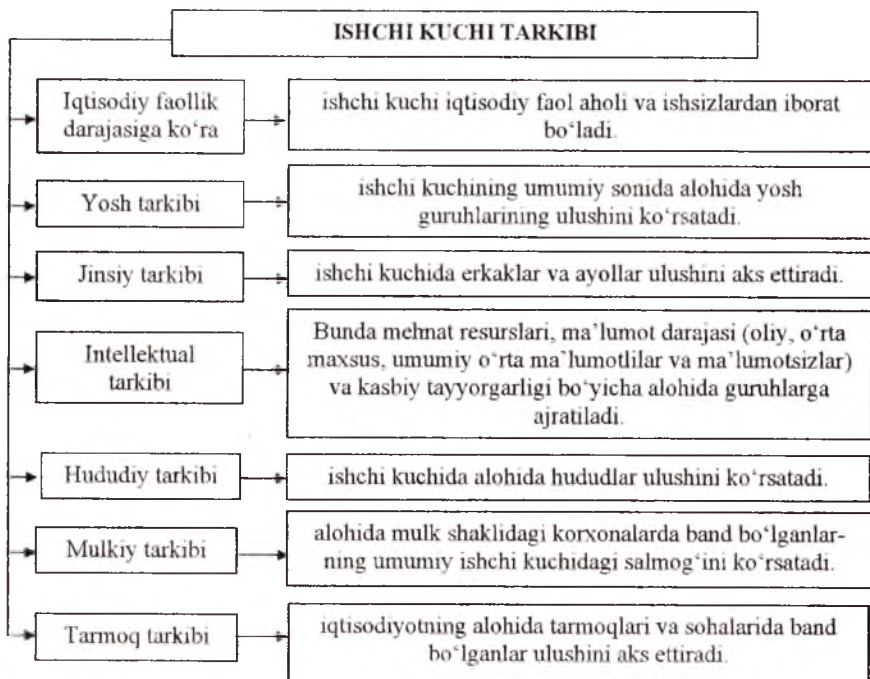 ISHCHI KUCHI TARKIBI
Iqtisodiy faollik
darajasiga ko‘ra
ishchi kuchi iqtisodiy faol aholi va ishsizlardan iborat
bo‘ladi.
Yosh tarkibi
ishchi kuchining umumiy sonida alohida yosh
guruhlarining ulushini ko‘rsatadi.
Jinsiy tarkibi
ishchi kuchida erkaklar va ayollar ulushini aks ettiradi.
Intellektual
tarkibi
Bunda mehnat resurslari, ma’lumot darajasi (oliy, o‘rta
maxsus, umumiy o‘rta ma’lumotlilar va ma’lumotsizlar)
va kasbiy tayyorgarligi bo‘yicha alohida guruhlarga
ajratiladi.
Hududiy tarkibi
ishchi kuchida alohida hududlar ulushini ko‘rsatadi.
Mulkiy tarkibi
alohida mulk shaklidagi korxonalarda band bo‘lganlar-
ning umumiy ishchi kuchidagi salmog‘ini ko‘rsatadi.
Tarmoq tarkibi
iqtisodiyotning alohida tarmoqlari va sohalarida band
bo‘lganlar ulushini aks ettiradi.